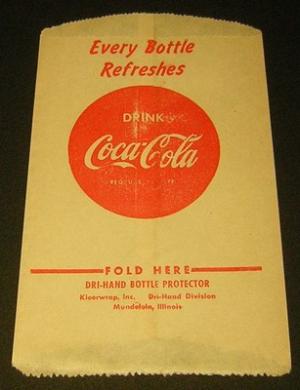 Every Bottle
Refreshes
DRINK
Coca-Cola
REG. U.S.
FOLD HERE
DRI-HAND BOTTLE PROTECTOR
Kleerwrap, Inc. Dri-Hand Division
Mundelein, Illinois